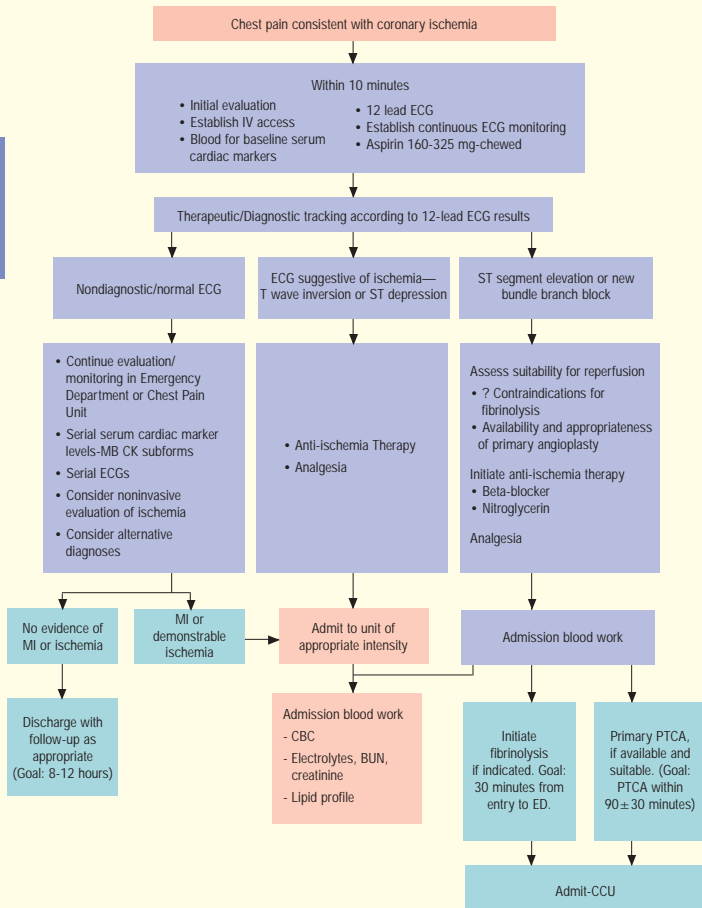 Chest pain consistent with coronary ischemia
Within 10 minutes
• Initial evaluation
• Establish IV access
• Blood for baseline serum
cardiac markers
• 12 lead ECG
• Establish continuous ECG monitoring
• Aspirin 160-325 mg-chewed
Therapeutic/Diagnostic tracking according to 12-lead ECG results
Nondiagnostic/normal ECG
ECG suggestive of ischemia—
T wave inversion or ST depression
ST segment elevation or new
bundle branch block
• Continue evaluation/
monitoring in Emergency
Department or Chest Pain
Unit
• Serial serum cardiac marker
levels-MB CK subforms
• Serial ECGs
• Consider noninvasive
evaluation of ischemia
• Consider alternative
diagnoses
• Anti-ischemia Therapy
• Analgesia
Assess suitability for reperfusion
• ? Contraindications for
fibrinolysis
• Availability and appropriateness
of primary angioplasty
Initiate anti-ischemia therapy
• Beta-blocker
• Nitroglycerin
Analgesia
No evidence of
MI or ischemia
MI or
demonstrable
ischemia
Admit to unit of
appropriate intensity
Admission blood work
Discharge with
follow-up as
appropriate
(Goal: 8-12 hours)
Admission blood work
- CBC
- Electrolytes, BUN,
creatinine
- Lipid profile
Initiate
fibrinolysis
if indicated. Goal:
30 minutes from
entry to ED.
Primary PTCA,
if available and
suitable. (Goal:
PTCA within
90±30 minutes)
Admit-CCU